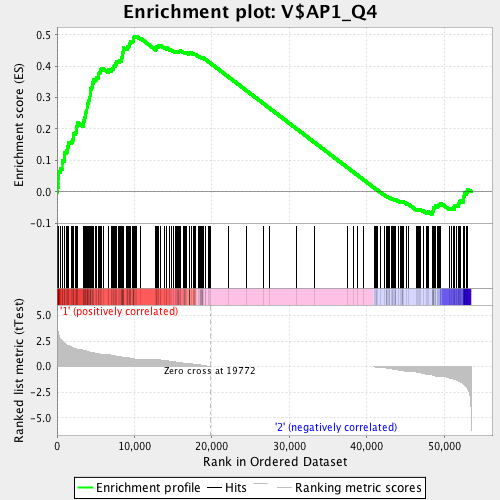 Enrichment plot: V$AP1_Q4
Enrichment score (ES)
0.5
0.4
0.3
0.2
0.1
0.0
-0.1
'1' (positively correlated)
Ranked list metric (tTest)
5.0
2.5
0.0
-2.5
-5.0
Zero cross at 19772
'2' (negatively correlated)
0
10,000
20,000
30,000
40,000
50,000
Rank in Ordered Dataset
Enrichment profile
Hits
Ranking metric scores